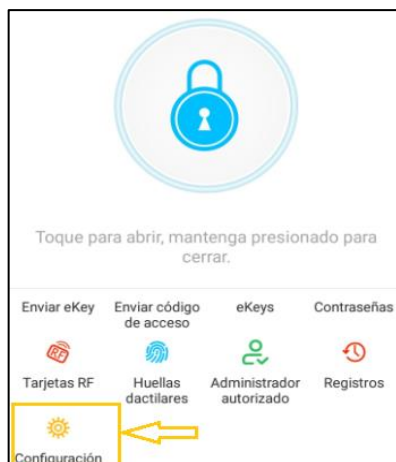 Toque para abrir, mantenga presionado para
cerrar.
Enviar eKey
Enviar código
de acceso
eKeys
Contraseñas
RF
Tarjetas RF
Huellas
dactilares
Administrador
autorizado
Registros
Configuración